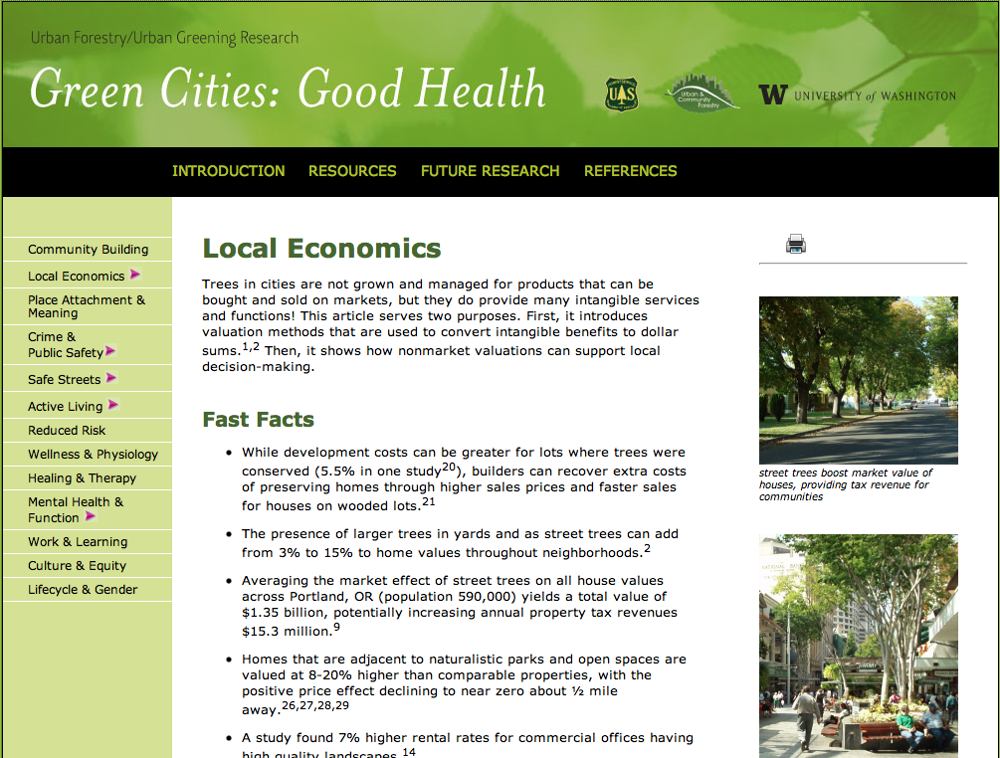 Urban Forestry/Urban Greening Research
Green Cities: Good Health
UAS
Urban &
Community
Forestry
W UNIVERSITY of WASHINGTON
INTRODUCTION RESOURCES FUTURE RESEARCH REFERENCES
Community Building
Local Economics
Place Attachment &
Meaning
Crime &
Public Safety
Safe Streets
Active Living
Reduced Risk
Wellness & Physiology
Healing & Therapy
Mental Health &
Function
Work & Learning
Culture & Equity
Lifecycle & Gender
Local Economics
Trees in cities are not grown and managed for products that can be
bought and sold on markets, but they do provide many intangible services
and functions! This article serves two purposes. First, it introduces
valuation methods that are used to convert intangible benefits to dollar
sums.1,2 Then, it shows how nonmarket valuations can support local
decision-making.
Fast Facts
• While development costs can be greater for lots where trees were
conserved (5.5% in one study20), builders can recover extra costs
of preserving homes through higher sales prices and faster sales
for houses on wooded lots.21
• The presence of larger trees in yards and as street trees can add
from 3% to 15% to home values throughout neighborhoods.2
• Averaging the market effect of street trees on all house values
across Portland, OR (population 590,000) yields a total value of
$1.35 billion, potentially increasing annual property tax revenues
$15.3 million.9
• Homes that are adjacent to naturalistic parks and open spaces are
valued at 8-20% higher than comparable properties, with the
positive price effect declining to near zero about ½ mile
away.26,27,28,29
• A study found 7% higher rental rates for commercial offices having
high quality landscapes.14
street trees boost market value of
houses, providing tax revenue for
communities